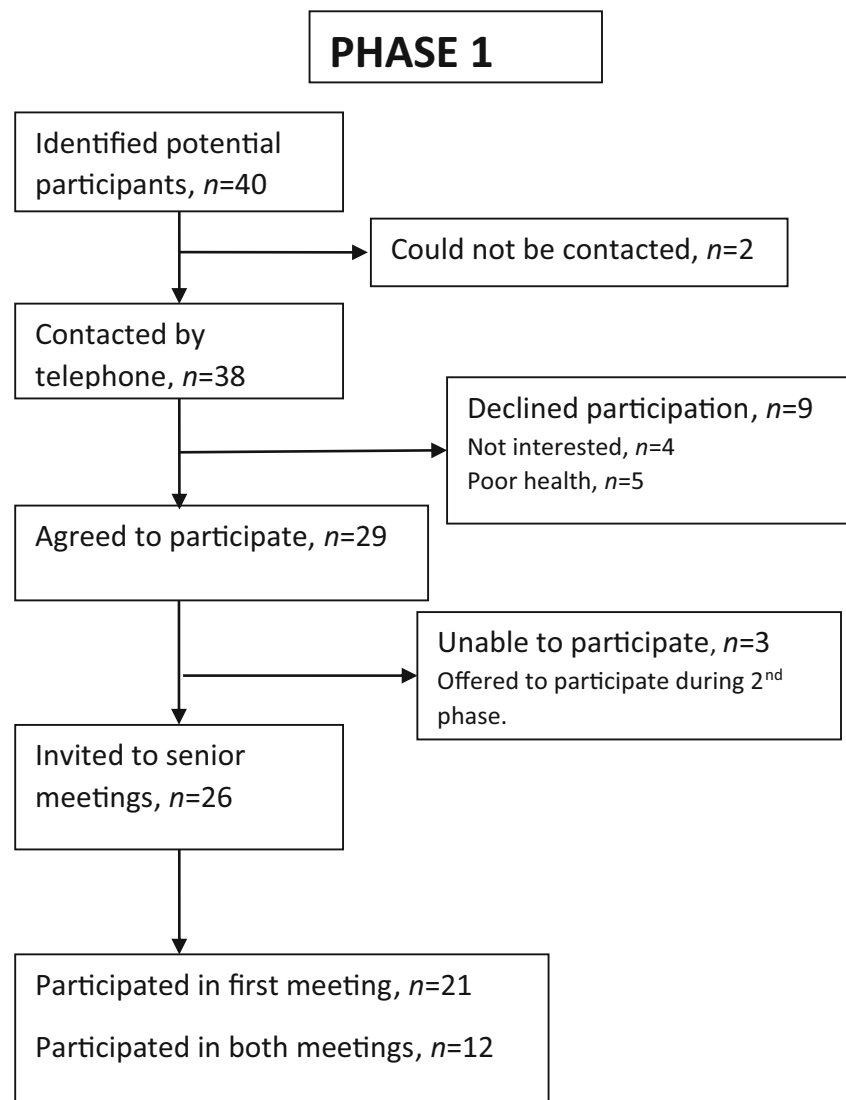 PHASE 1
Identified potential
participants, n=40
Could not be contacted, n=2
Contacted by
telephone, n=38
Declined participation, n=9
Not interested, n=4
Poor health, n=5
Agreed to participate, n=29
Unable to participate, n=3
Offered to participate during 2nd
phase.
Invited to senior
meetings, n=26
Participated in first meeting, n=21
Participated in both meetings, n=12